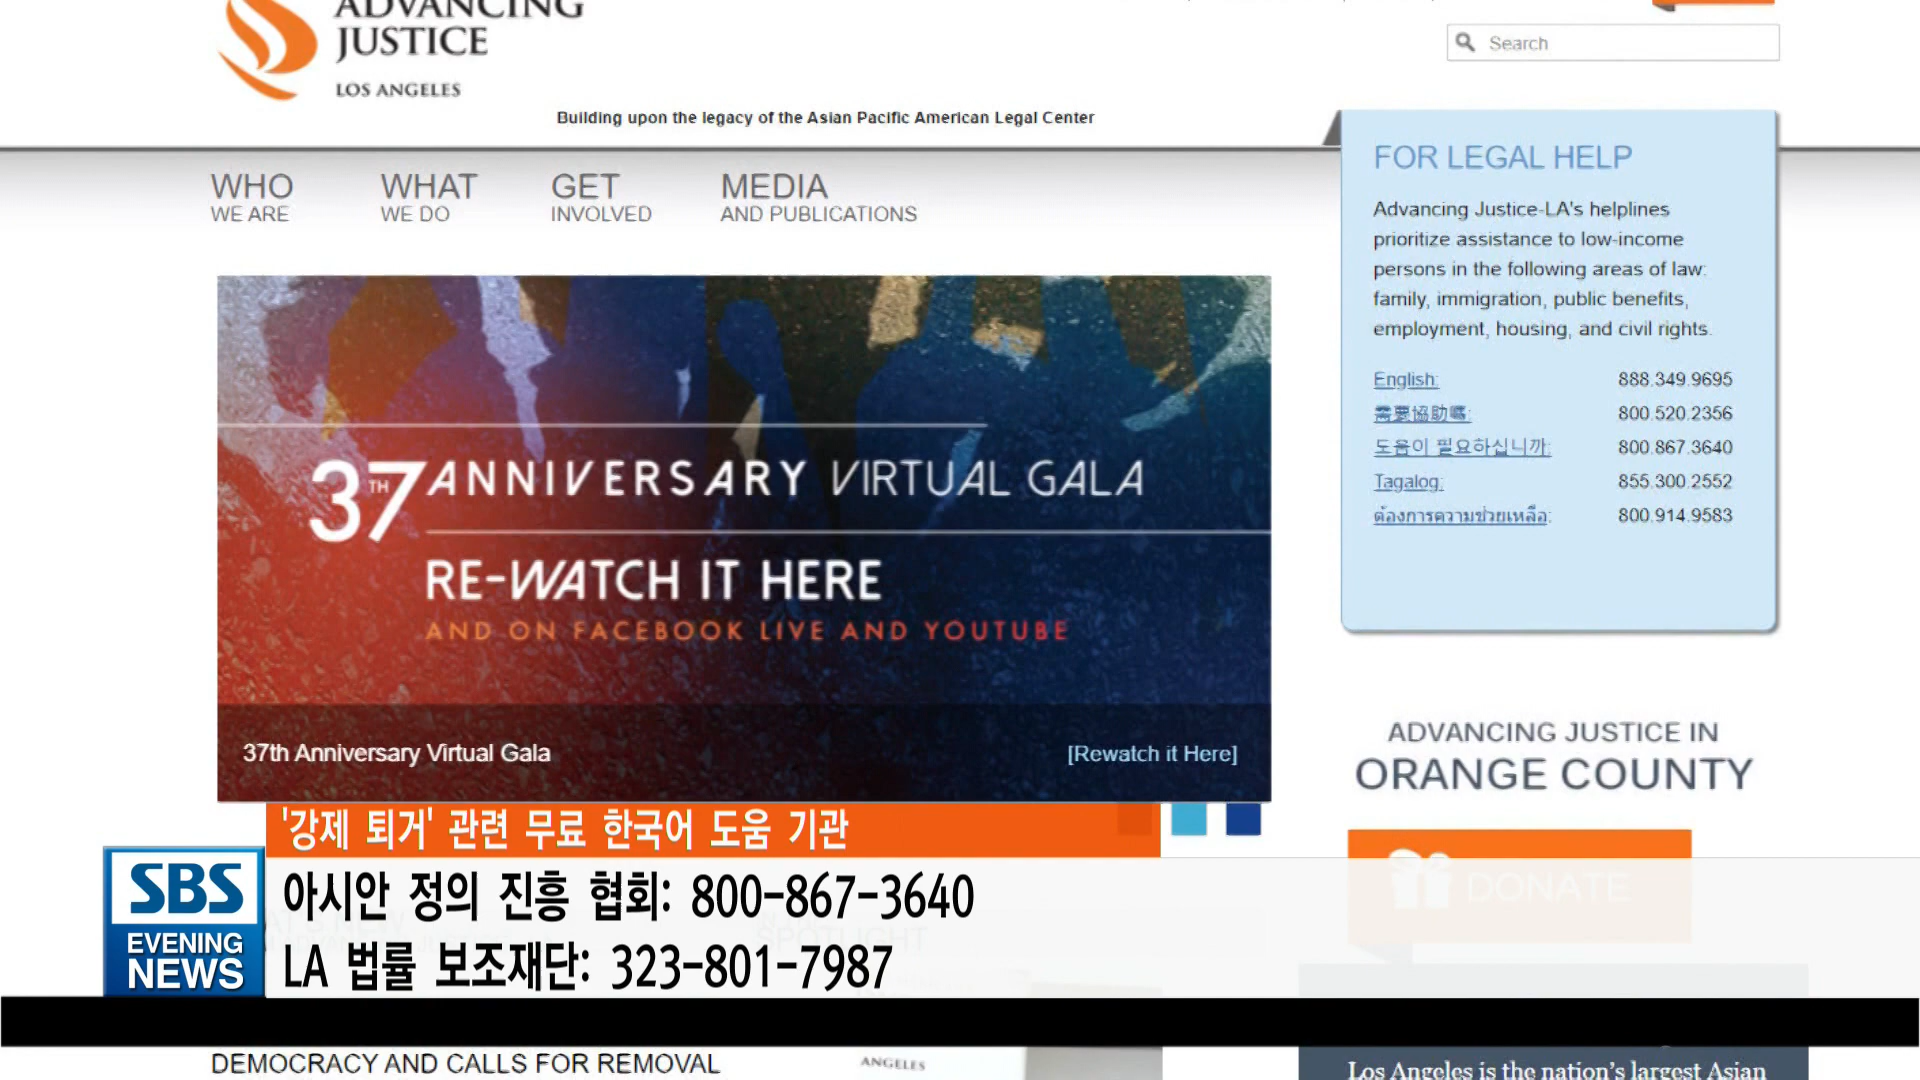 ADVANCING
JUSTICE
LOS ANGELES
Search
Building upon the legacy of the Asian Pacific American Legal Center
WHO
WE ARE
WHAT
WE DO
GET
INVOLVED
MEDIA
AND PUBLICATIONS
FOR LEGAL HELP
Advancing Justice-LA's helplines
prioritize assistance to low-income
persons in the following areas of law:
family, immigration, public benefits,
employment, housing, and civil rights.
English: 888.349.9695
需要協助嗎: 800.520.2356
도움이 필요하십니까: 800.867.3640
Tagalog: 855.300.2552
ต้องการความช่วยเหลือ: 800.914.9583
37TH ANNIVERSARY VIRTUAL GALA
RE-WATCH IT HERE
AND ON FACEBOOK LIVE AND YOUTUBE
37th Anniversary Virtual Gala
[Rewatch it Here]
ADVANCING JUSTICE IN
ORANGE COUNTY
DONATE
'강제 퇴거' 관련 무료 한국어 도움 기관
SBS
EVENING
NEWS
아시안 정의 진흥 협회: 800-867-3640
LA 법률 보조재단: 323-801-7987
SPOTLIGHT
DEMOCRACY AND CALLS FOR REMOVAL
ANGELES
Los Angeles is the nation's largest Asian